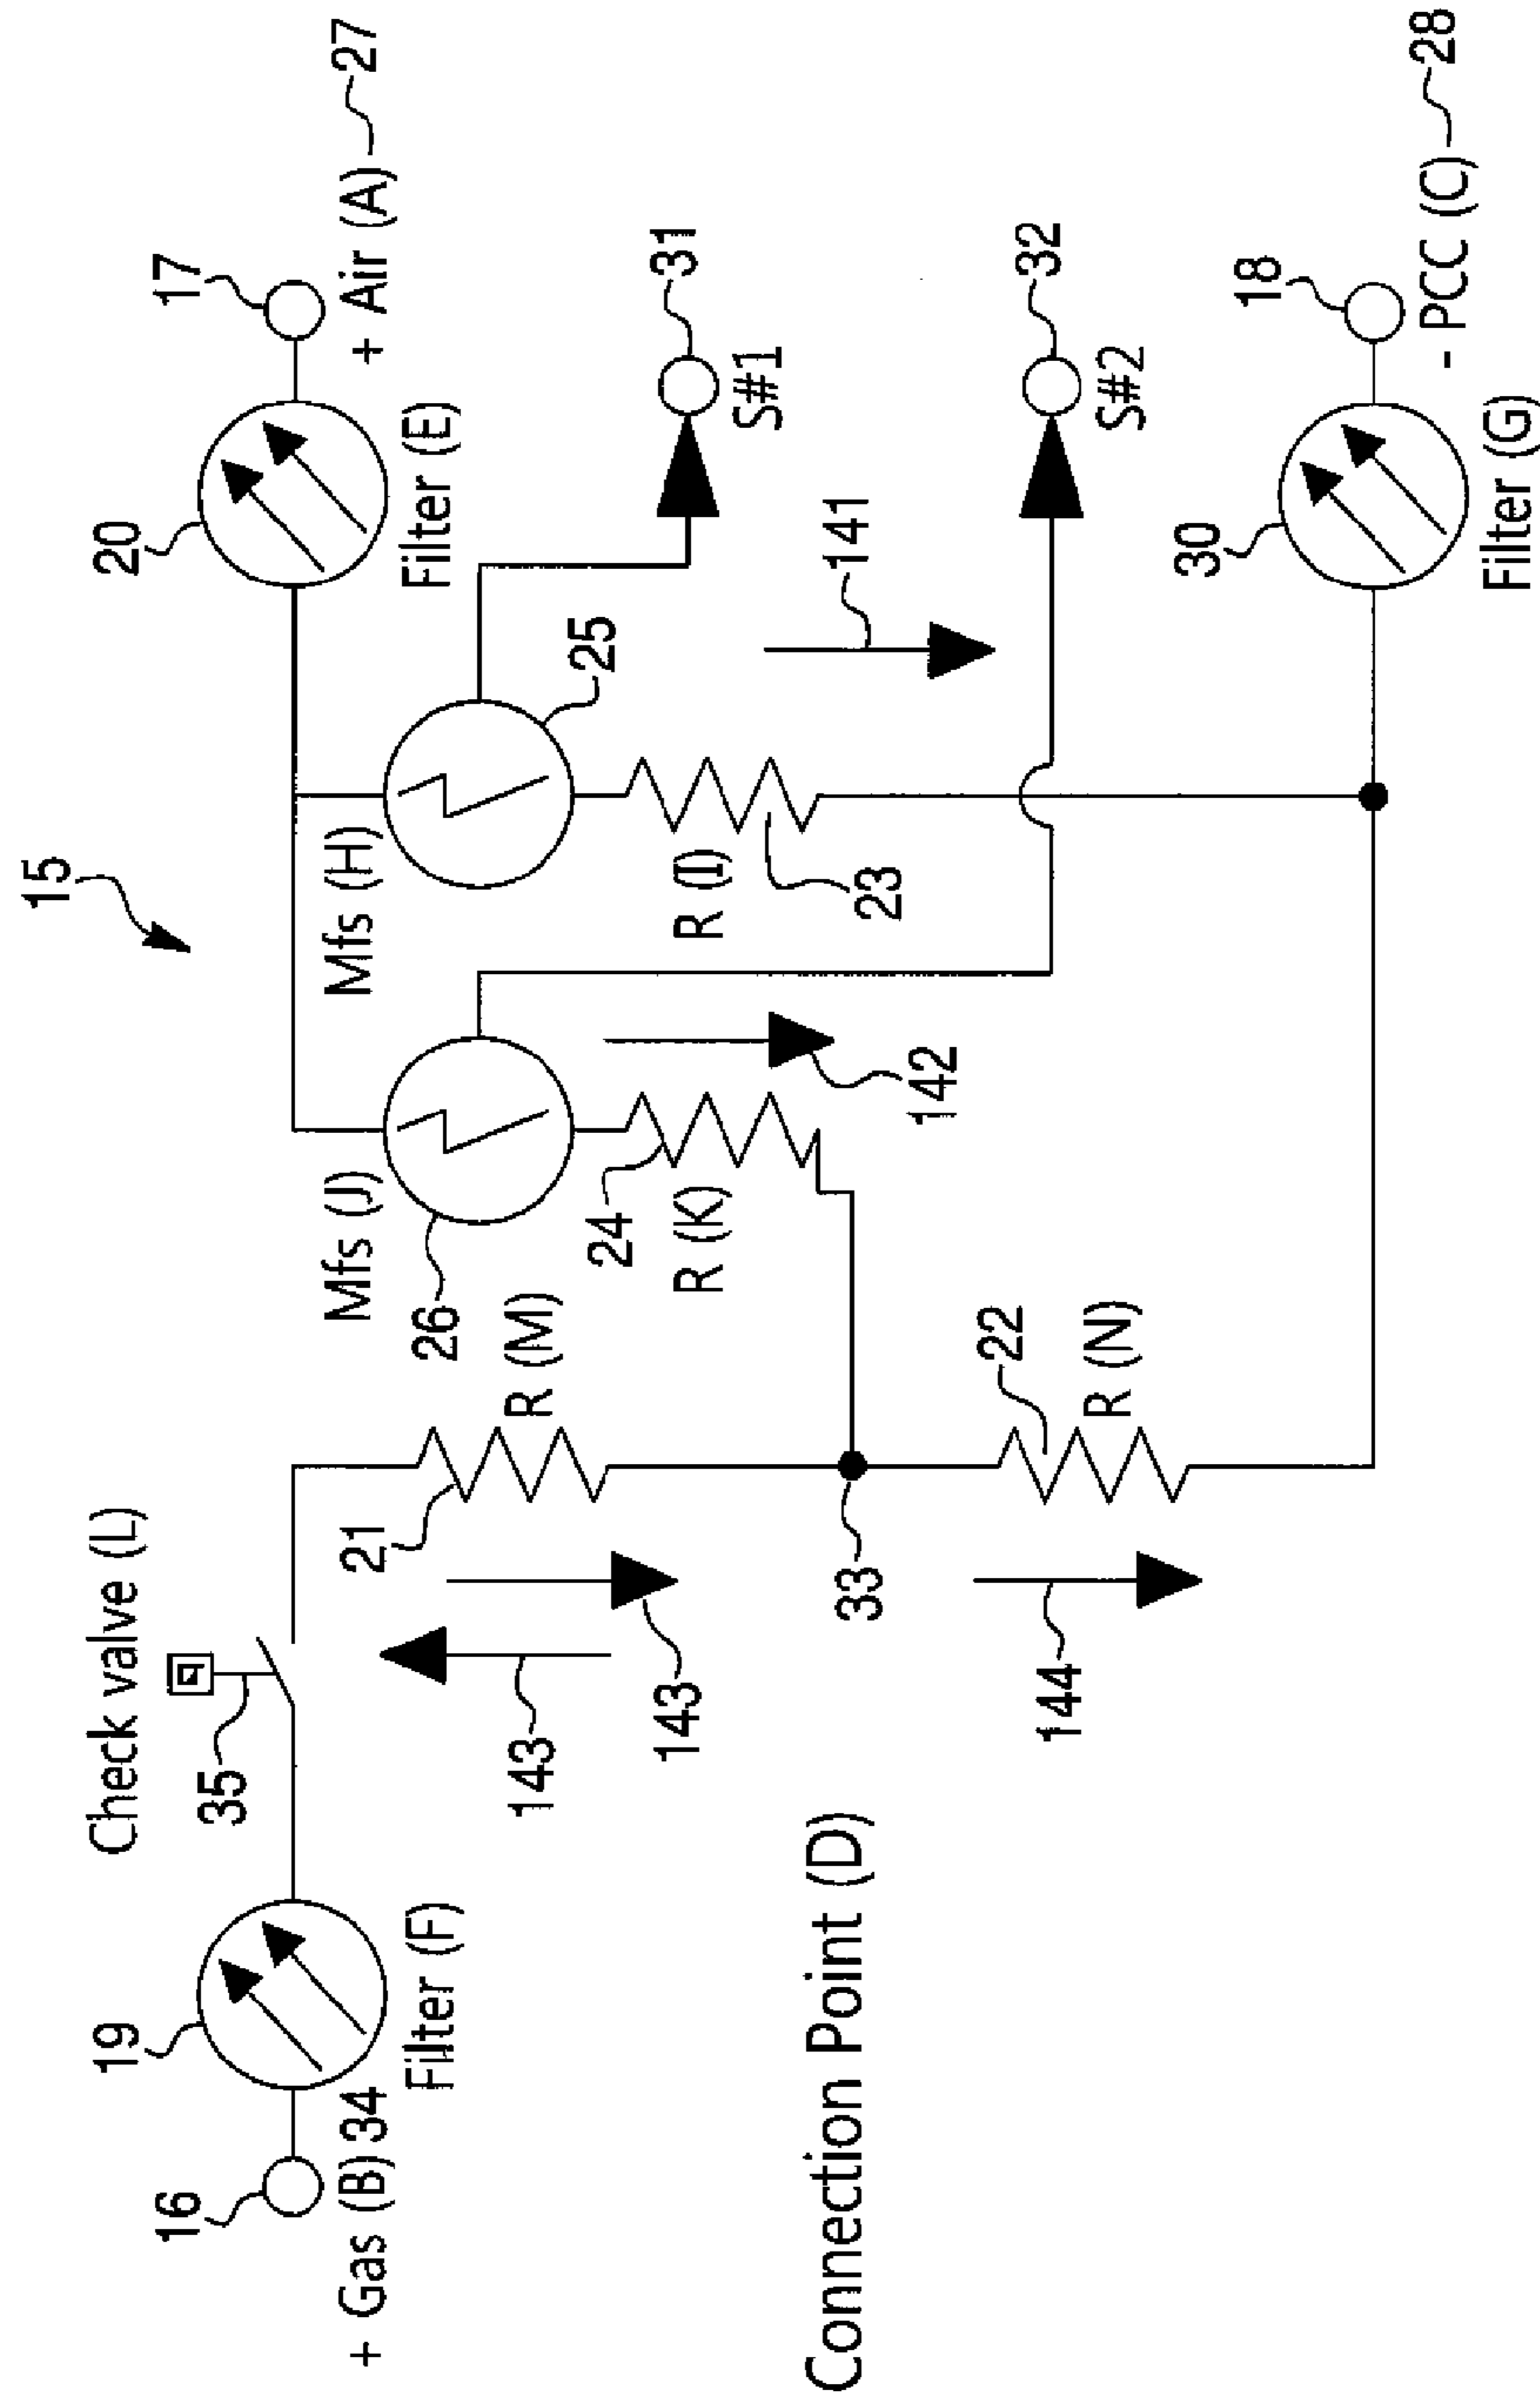 15
Check valve (L)
19
20
16
17
35
+ Gas (B) 34
Filter (F)
21
Mfs (J)
Mfs (H)
Filter (E)
+ Air (A) 27
26
25
143
R (M)
24
R (K)
R (I)
S#1
31
143
23
141
Connection Point (D)
33
142
22
S#2
32
144
R (N)
30
18
Filter (G)
- PCC (C) 28